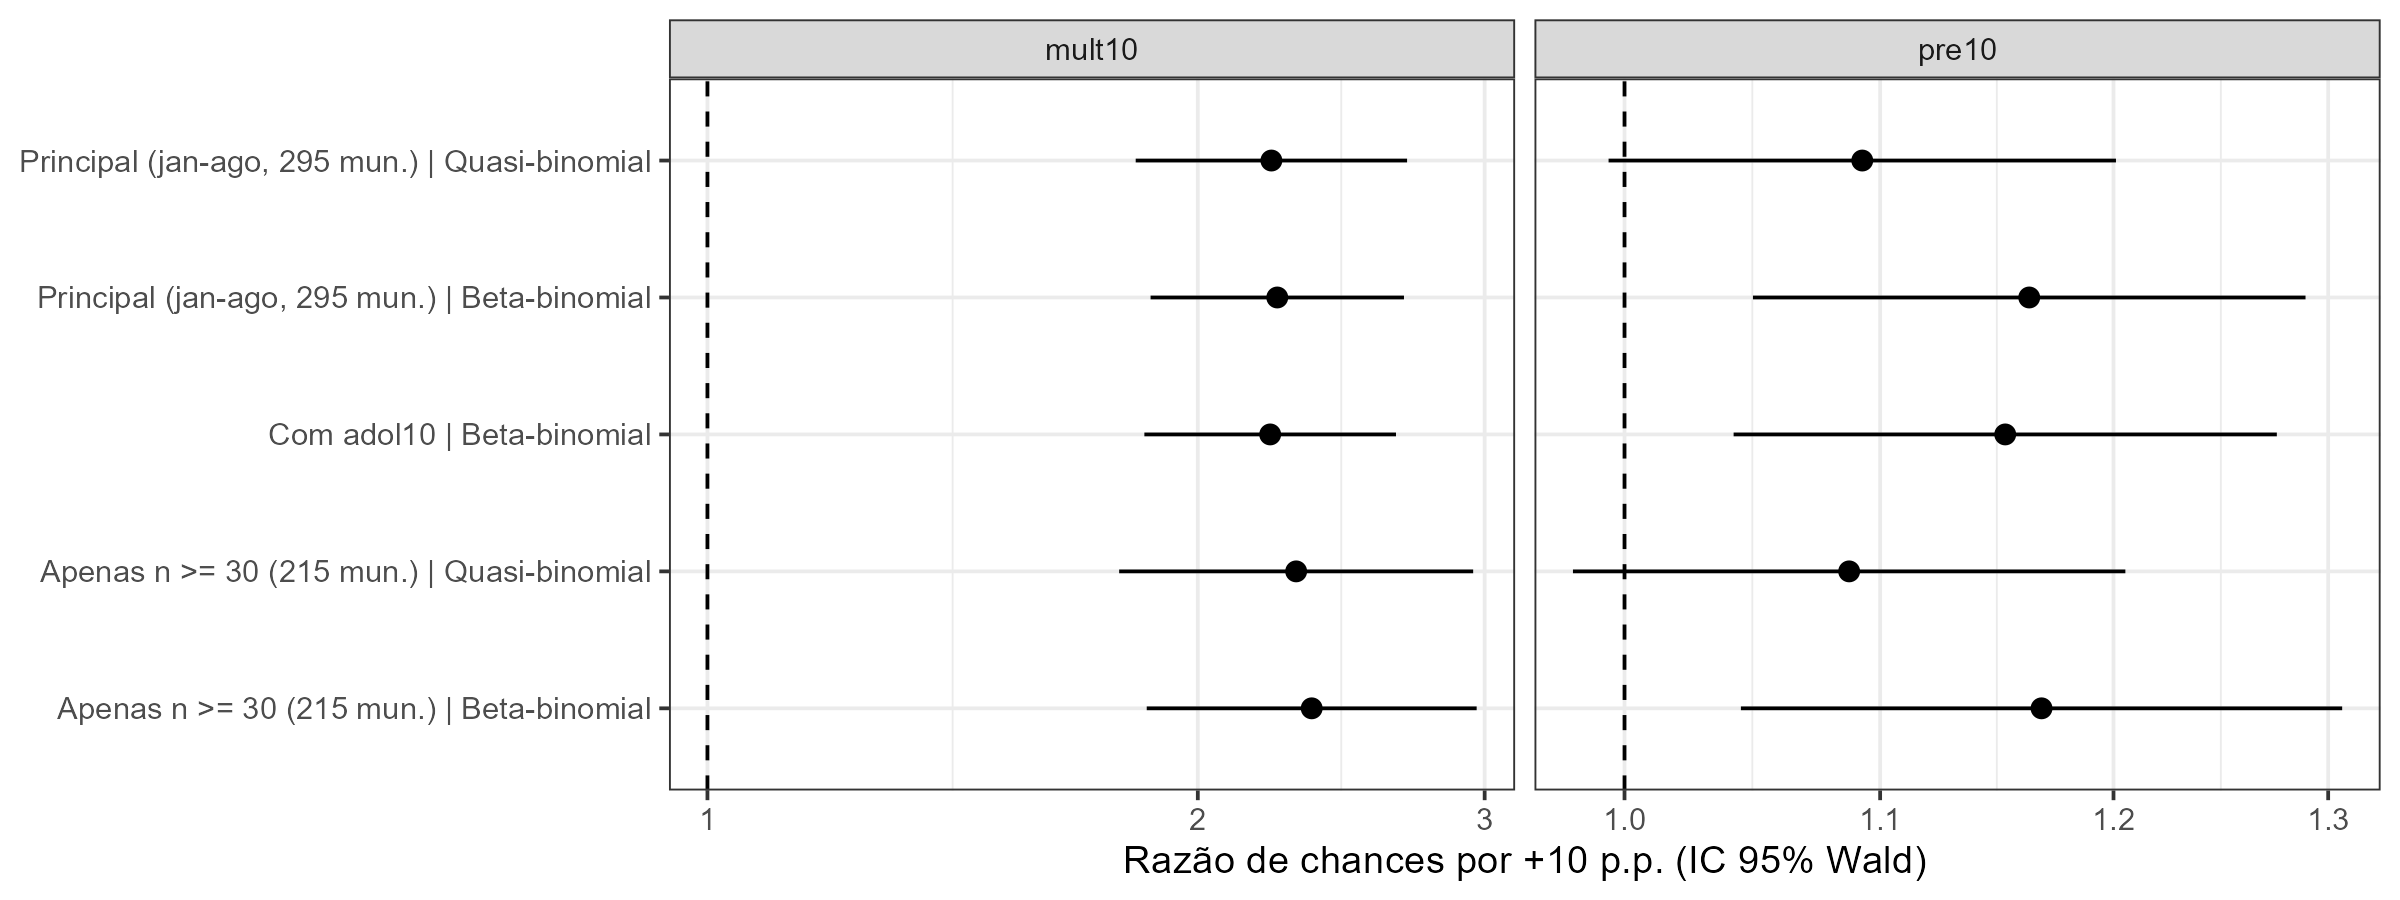 mult10
pre10
Principal (jan-ago, 295 mun.) | Quasi-binomial
Principal (jan-ago, 295 mun.) | Beta-binomial
Com adol10 | Beta-binomial
Apenas n >= 30 (215 mun.) | Quasi-binomial
Apenas n >= 30 (215 mun.) | Beta-binomial
1 2 3
1.0 1.1 1.2 1.3
Razão de chances por +10 p.p. (IC 95% Wald)